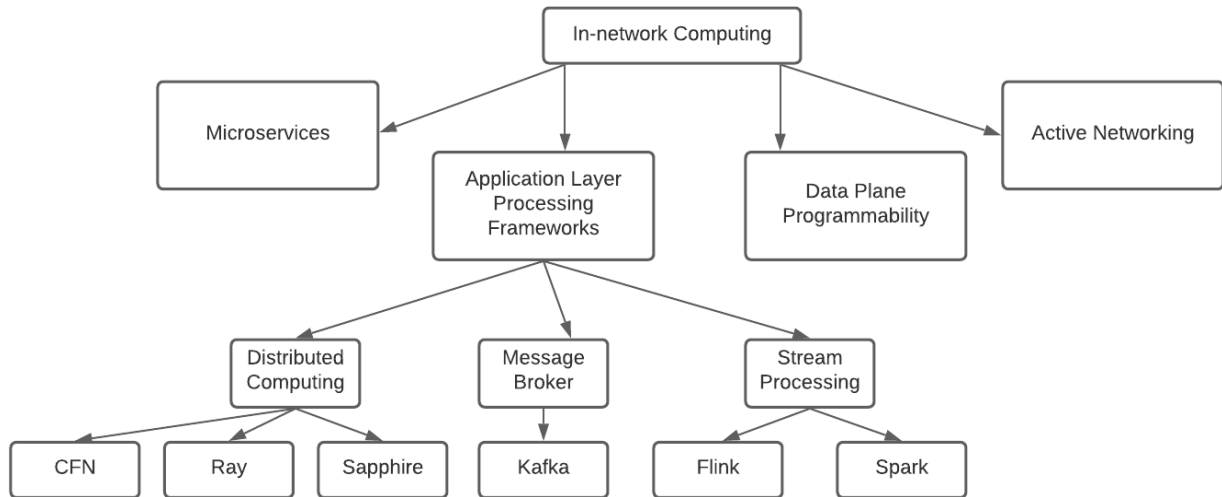 In-network Computing
Microservices
Active Networking
Application Layer
Processing
Frameworks
Data Plane
Programmability
Distributed
Computing
Message
Broker
Stream
Processing
CFN
Ray
Sapphire
Kafka
Flink
Spark